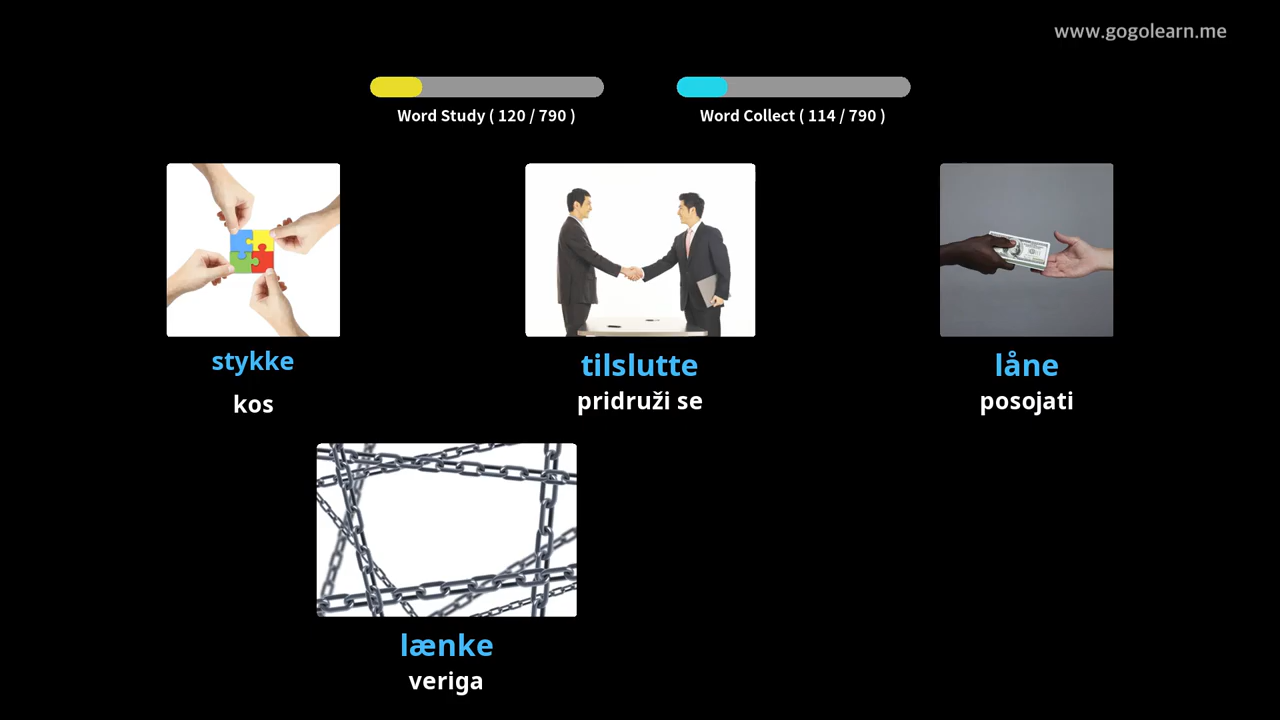 www.gogolearn.me
Word Study ( 120 / 790 )
Word Collect ( 114 / 790 )
stykke
kos
tilslutte
pridruži se
låne
posojati
lænke
veriga